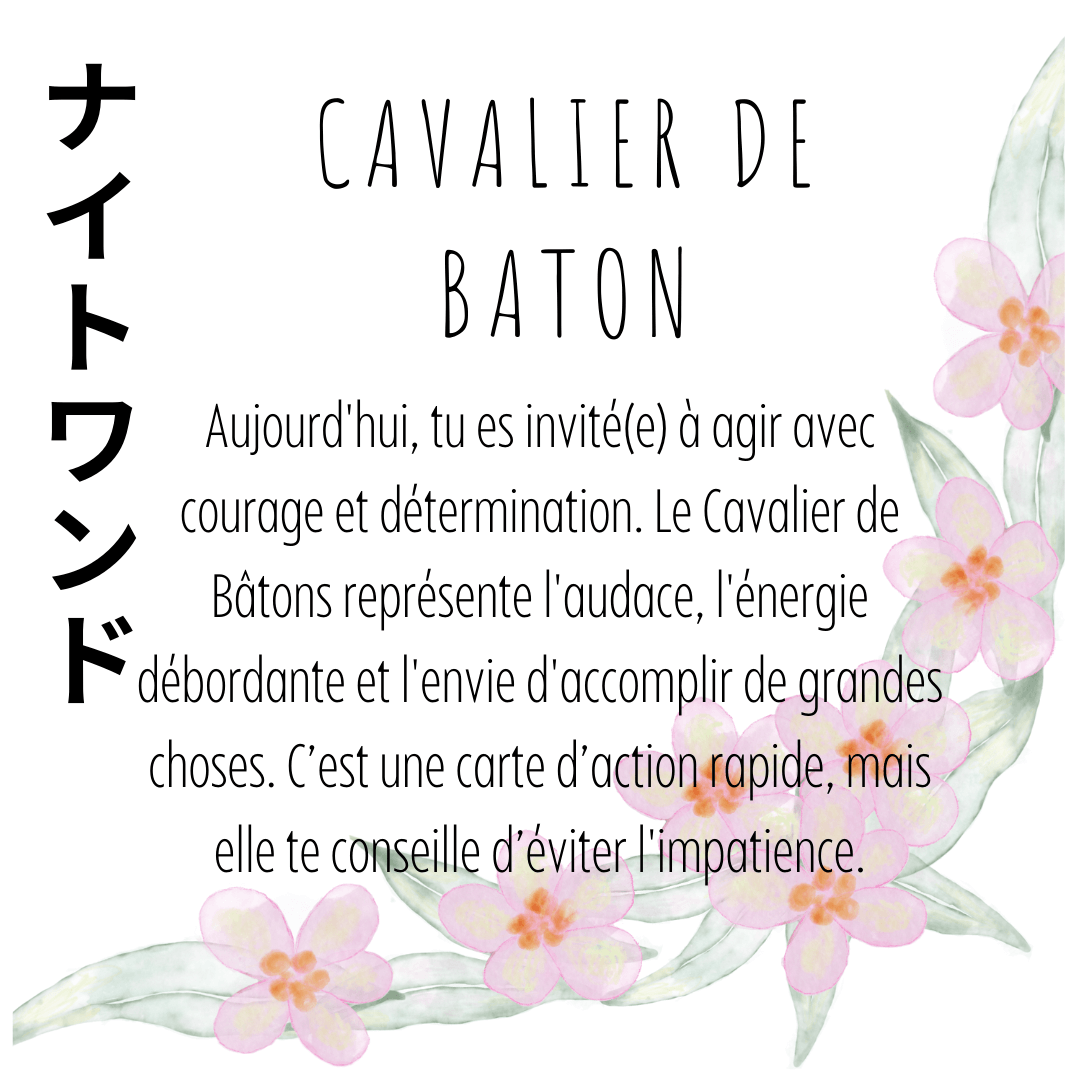 ナイトワンド
CAVALIER DE
BATON
Aujourd'hui, tu es invité(e) à agir avec
courage et détermination. Le Cavalier de
Bâtons représente l'audace, l'énergie
débordante et l'envie d'accomplir de grandes
choses. C’est une carte d’action rapide, mais
elle te conseille d’éviter l'impatience.